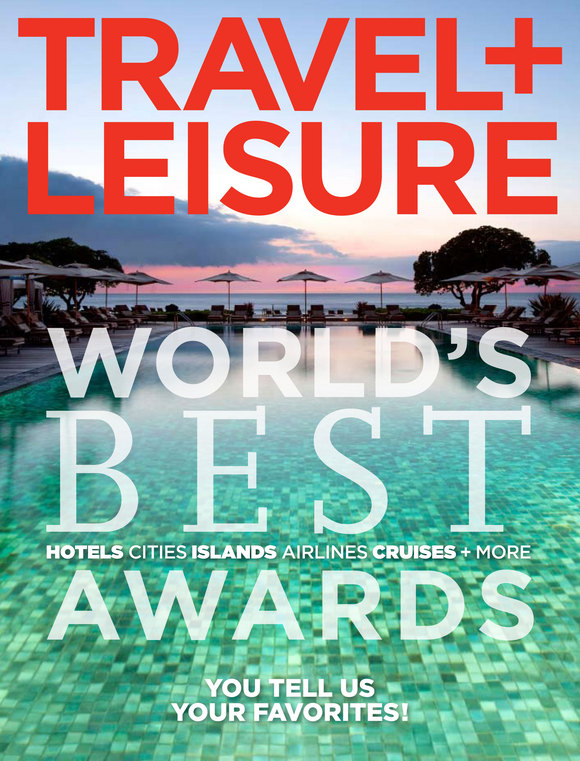 TRAVEL+
LEISURE
WORLD'S
BEST
HOTELS CITIES ISLANDS AIRLINES CRUISES + MORE
AWARDS
YOU TELL US
YOUR FAVORITES!